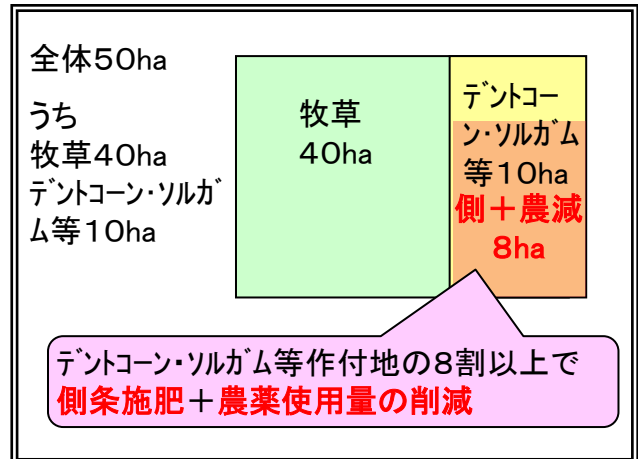 全体50ha
うち
牧草40ha
デントコーン・ソルガ
ム等10ha
牧草
40ha
デントコー
ン・ソルガム
等10ha
側+農減
8ha
デントコーン・ソルガム等作付地の8割以上で
側条施肥+農薬使用量の削減